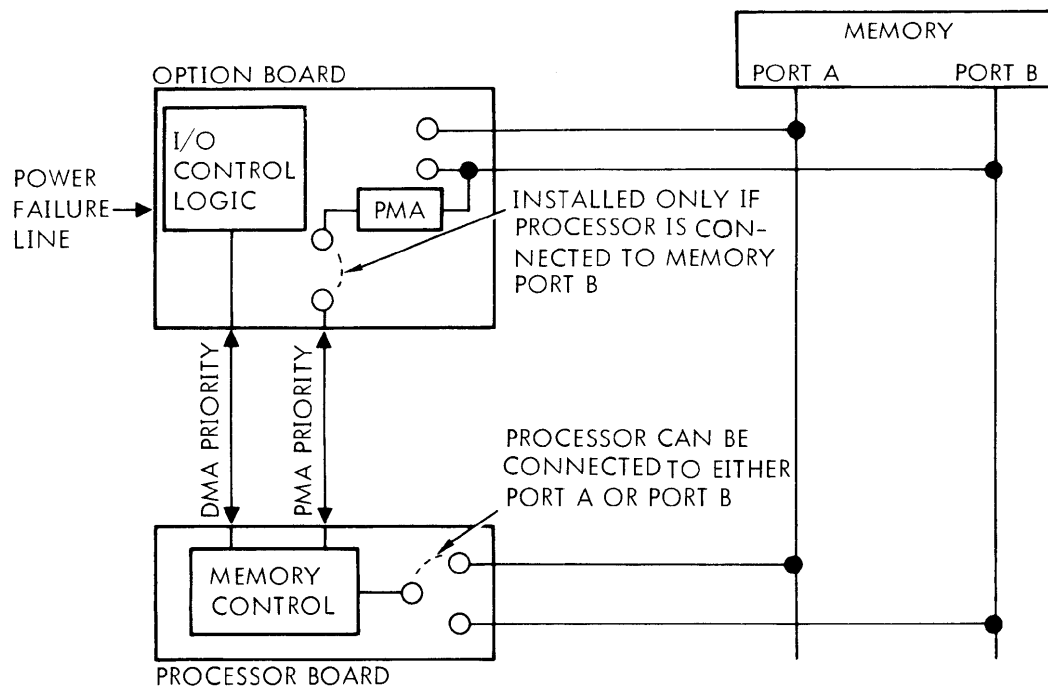 MEMORY
PORT A
PORT B
OPTION BOARD
I/O
CONTROL
LOGIC
POWER
FAILURE
LINE
PMA
INSTALLED ONLY IF
PROCESSOR IS CON-
NECTED TO MEMORY
PORT B
DMA PRIORITY
PMA PRIORITY
PROCESSOR CAN BE
CONNECTED TO EITHER
PORT A OR PORT B
MEMORY
CONTROL
PROCESSOR BOARD